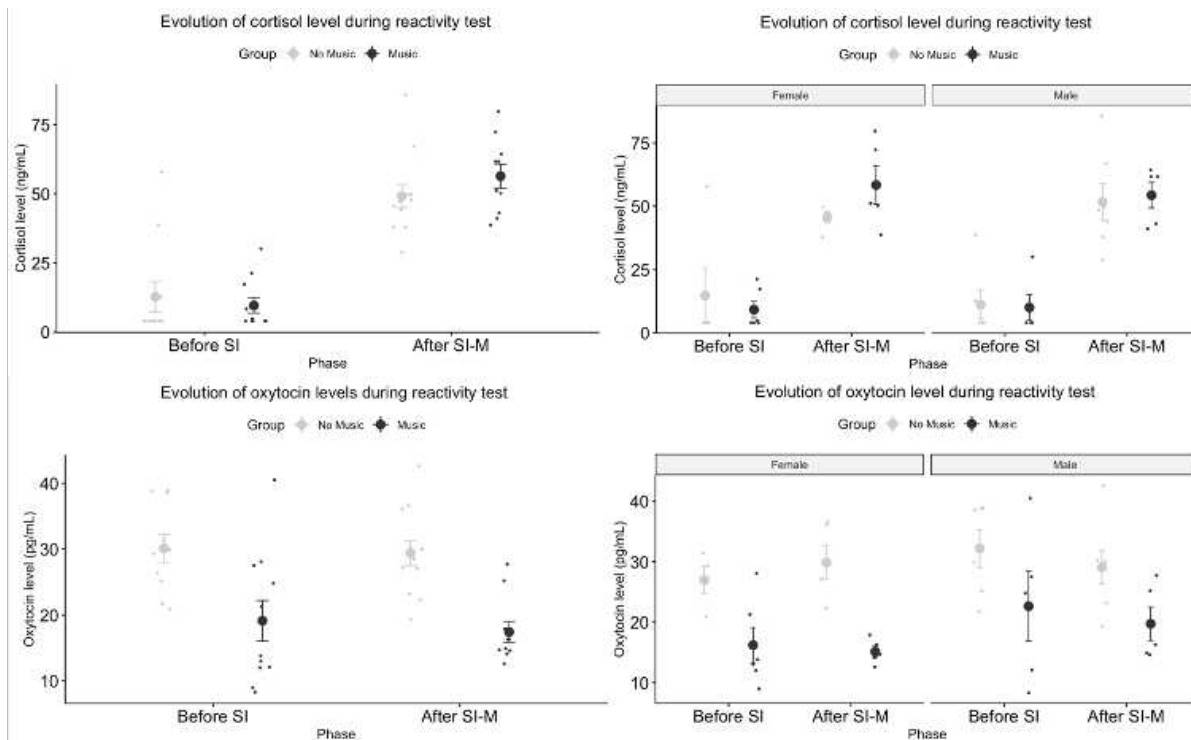 Evolution of cortisol level during reactivity test
Group No Music Music
Cortisol level (ng/mL)
75
50
25
0
Before SI After SI-M
Phase
Evolution of cortisol level during reactivity test
Group No Music Music
Female Male
Cortisol level (ng/mL)
75
50
25
0
Before SI After SI-M Before SI After SI-M
Phase
Evolution of oxytocin levels during reactivity test
Group No Music Music
Oxytocin level (pg/mL)
40
30
20
10
Before SI After SI-M
Phase
Evolution of oxytocin level during reactivity test
Group No Music Music
Female Male
Oxytocin level (pg/mL)
40
30
20
10
Before SI After SI-M Before SI After SI-M
Phase